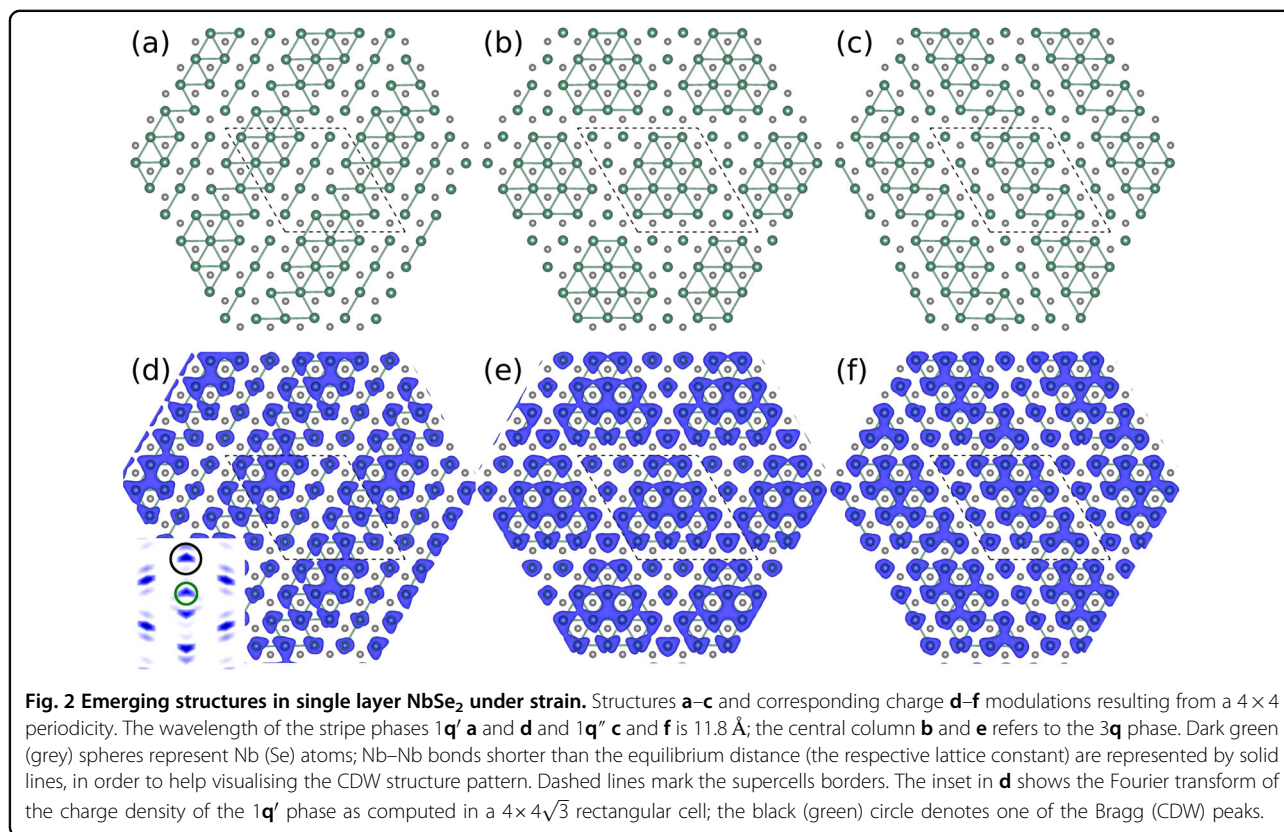 (a)
(b)
(c)
(d)
(e)
(f)
Fig. 2 Emerging structures in single layer NbSe₂ under strain. Structures a–c and corresponding charge d–f modulations resulting from a 4 × 4
periodicity. The wavelength of the stripe phases 1q′ a and d and 1q″ c and f is 11.8 Å; the central column b and e refers to the 3q phase. Dark green
(grey) spheres represent Nb (Se) atoms; Nb–Nb bonds shorter than the equilibrium distance (the respective lattice constant) are represented by solid
lines, in order to help visualising the CDW structure pattern. Dashed lines mark the supercells borders. The inset in d shows the Fourier transform of
the charge density of the 1q′ phase as computed in a 4 × 4√3 rectangular cell; the black (green) circle denotes one of the Bragg (CDW) peaks.